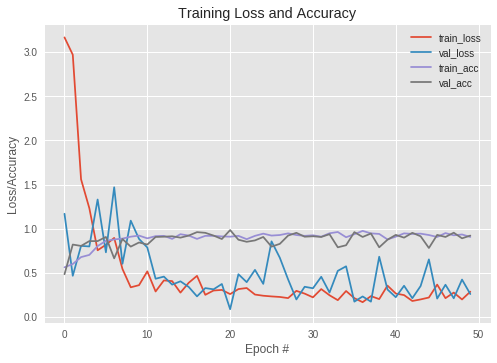 Training Loss and Accuracy
train_loss
val_loss
train_acc
val_acc
3.0
2.5
2.0
1.5
1.0
0.5
0.0
Loss/Accuracy
0 10 20 30 40 50
Epoch #